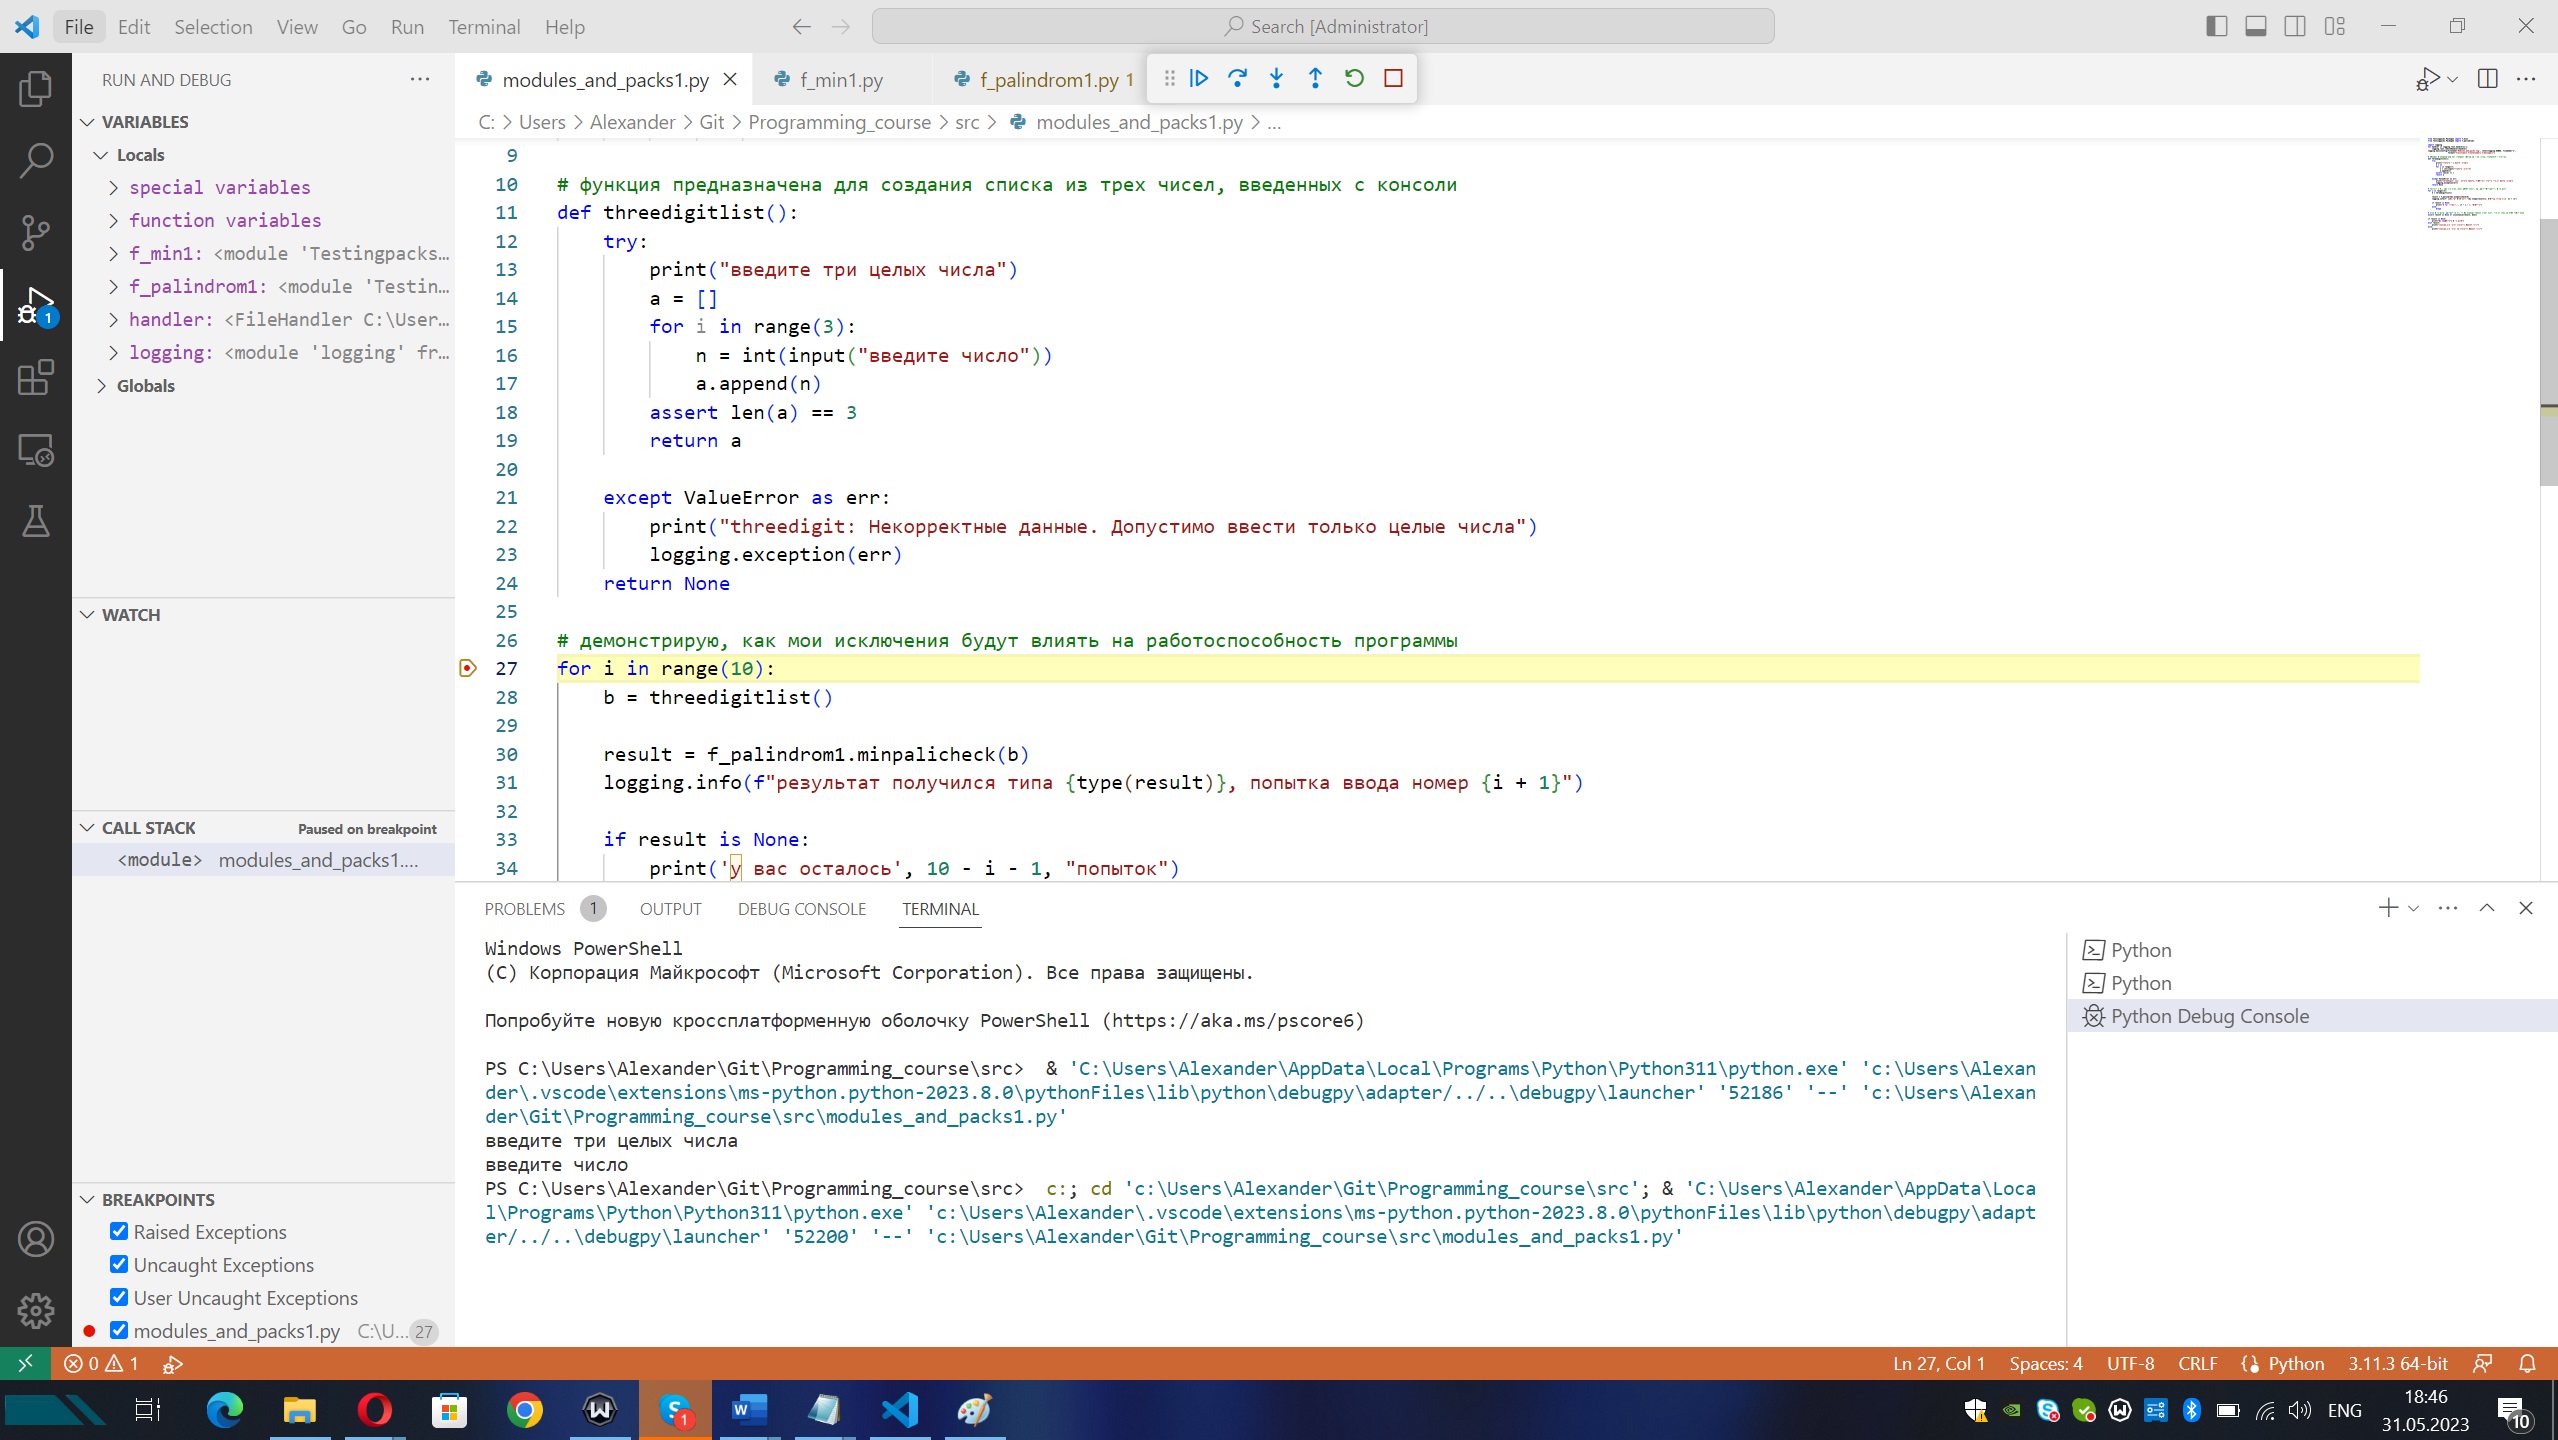 File Edit Selection View Go Run Terminal Help
Search [Administrator]
RUN AND DEBUG
modules_and_packs1.py
f_min1.py
f_palindrom1.py 1
C: > Users > Alexander > Git > Programming_course > src > modules_and_packs1.py > ...
VARIABLES
Locals
special variables
function variables
f_min1: <module 'Testingpacks...
f_palindrom1: <module 'Testin...
handler: <FileHandler C:\User...
logging: <module 'logging' fr...
Globals
WATCH
CALL STACK Paused on breakpoint
<module> modules_and_packs1....
BREAKPOINTS
Raised Exceptions
Uncaught Exceptions
User Uncaught Exceptions
modules_and_packs1.py C:\U... 27
9
10 # функция предназначена для создания списка из трех чисел, введенных с консоли
11 def threedigitlist():
12 try:
13 print("введите три целых числа")
14 a = []
15 for i in range(3):
16 n = int(input("введите число"))
17 a.append(n)
18 assert len(a) == 3
19 return a
20
21 except ValueError as err:
22 print("threedigit: Некорректные данные. Допустимо ввести только целые числа")
23 logging.exception(err)
24 return None
25
26 # демонстрирую, как мои исключения будут влиять на работоспособность программы
27 for i in range(10):
28 b = threedigitlist()
29
30 result = f_palindrom1.minpalicheck(b)
31 logging.info(f"результат получился типа {type(result)}, попытка ввода номер {i + 1}")
32
33 if result is None:
34 print('у вас осталось', 10 - i - 1, "попыток")
PROBLEMS 1 OUTPUT DEBUG CONSOLE TERMINAL
Windows PowerShell
(C) Корпорация Майкрософт (Microsoft Corporation). Все права защищены.
Попробуйте новую кроссплатформенную оболочку PowerShell (https://aka.ms/pscore6)
PS C:\Users\Alexander\Git\Programming_course\src>  & 'C:\Users\Alexander\AppData\Local\Programs\Python\Python311\python.exe' 'c:\Users\Alexan
der\.vscode\extensions\ms-python.python-2023.8.0\pythonFiles\lib\python\debugpy\adapter/../..\debugpy\launcher' '52186' '--' 'c:\Users\Alexan
der\Git\Programming_course\src\modules_and_packs1.py'
введите три целых числа
введите число
PS C:\Users\Alexander\Git\Programming_course\src>  c:; cd 'c:\Users\Alexander\Git\Programming_course\src'; & 'C:\Users\Alexander\AppData\Loca
l\Programs\Python\Python311\python.exe' 'c:\Users\Alexander\.vscode\extensions\ms-python.python-2023.8.0\pythonFiles\lib\python\debugpy\adapt
er/../..\debugpy\launcher' '52200' '--' 'c:\Users\Alexander\Git\Programming_course\src\modules_and_packs1.py'
Python
Python
Python Debug Console
0 1
Ln 27, Col 1 Spaces: 4 UTF-8 CRLF Python 3.11.3 64-bit
ENG
18:46
31.05.2023
10